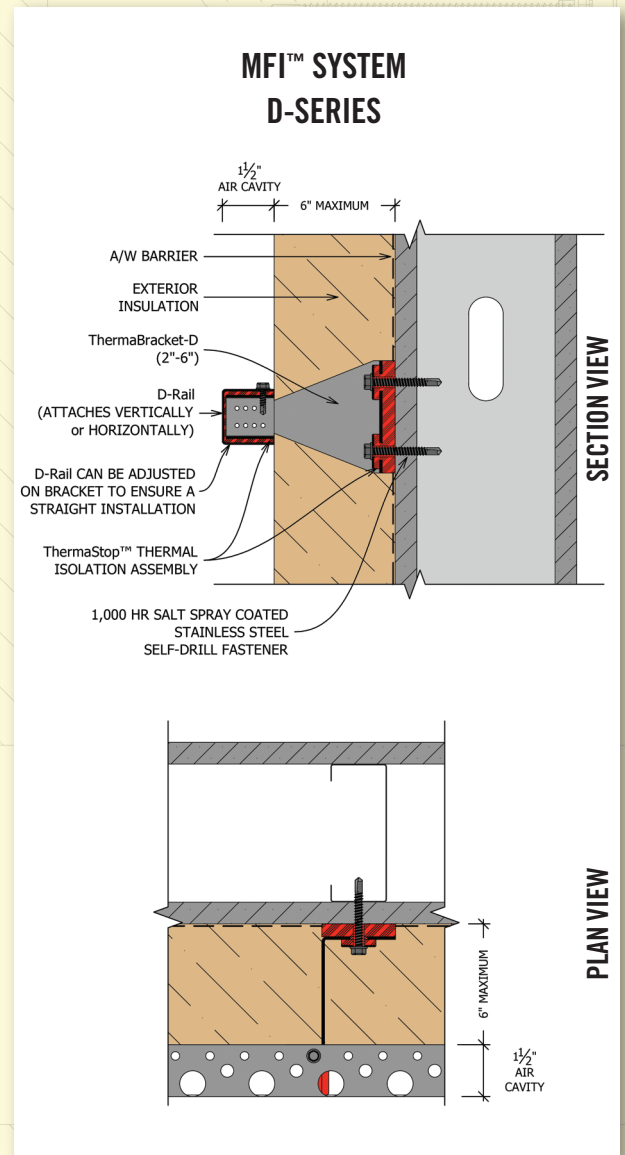 MFI™ SYSTEM
D-SERIES
1½"
AIR CAVITY
6" MAXIMUM
A/W BARRIER
EXTERIOR
INSULATION
ThermaBracket-D
(2"-6")
D-Rail
(ATTACHES VERTICALLY
or HORIZONTALLY)
D-Rail CAN BE ADJUSTED
ON BRACKET TO ENSURE A
STRAIGHT INSTALLATION
ThermaStop™ THERMAL
ISOLATION ASSEMBLY
1,000 HR SALT SPRAY COATED
STAINLESS STEEL
SELF-DRILL FASTENER
SECTION VIEW
6" MAXIMUM
1½"
AIR
CAVITY
PLAN VIEW